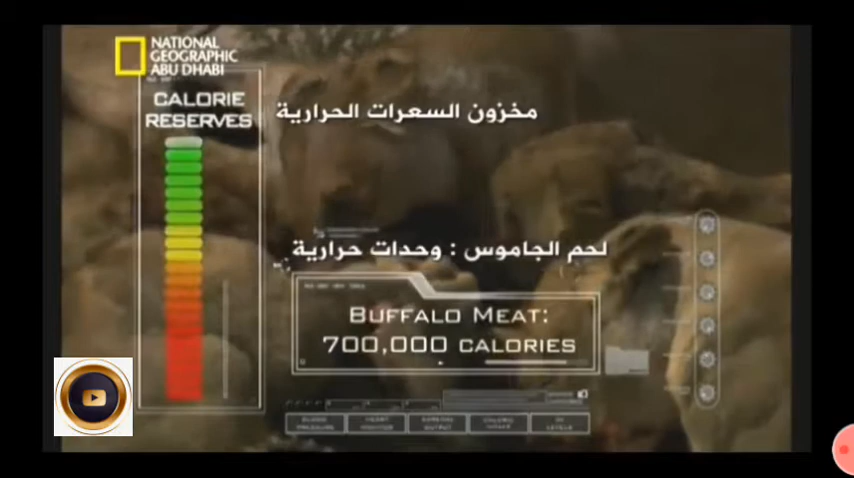 NATIONAL
GEOGRAPHIC
ABU DHABI
CALORIE
RESERVES
مخزون السعرات الحرارية
لحم الجاموس : وحدات حرارية
BUFFALO MEAT:
700,000 CALORIES